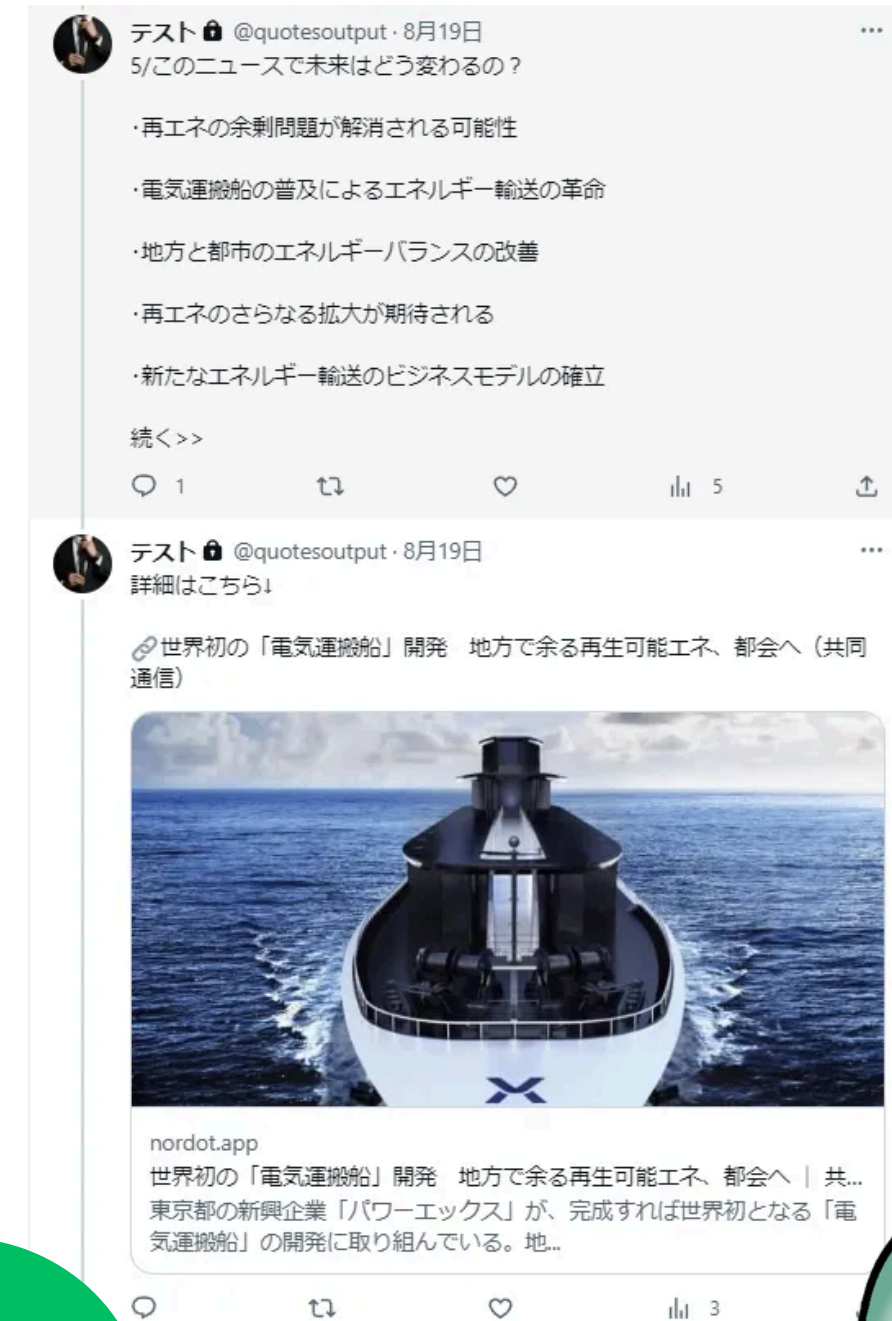 テスト @quotesoutput · 8月19日
5/このニュースで未来はどう変わるの？
·再エネの余剰問題が解消される可能性
·電気運搬船の普及によるエネルギー輸送の革命
·地方と都市のエネルギーバランスの改善
·再エネのさらなる拡大が期待される
·新たなエネルギー輸送のビジネスモデルの確立
続く>>
1 5
テスト @quotesoutput · 8月19日
詳細はこちら↓
🔗世界初の「電気運搬船」開発　地方で余る再生可能エネ、都会へ（共同
通信）
X
nordot.app
世界初の「電気運搬船」開発　地方で余る再生可能エネ、都会へ ｜ 共...
東京都の新興企業「パワーエックス」が、完成すれば世界初となる「電
気運搬船」の開発に取り組んでいる。地...
3